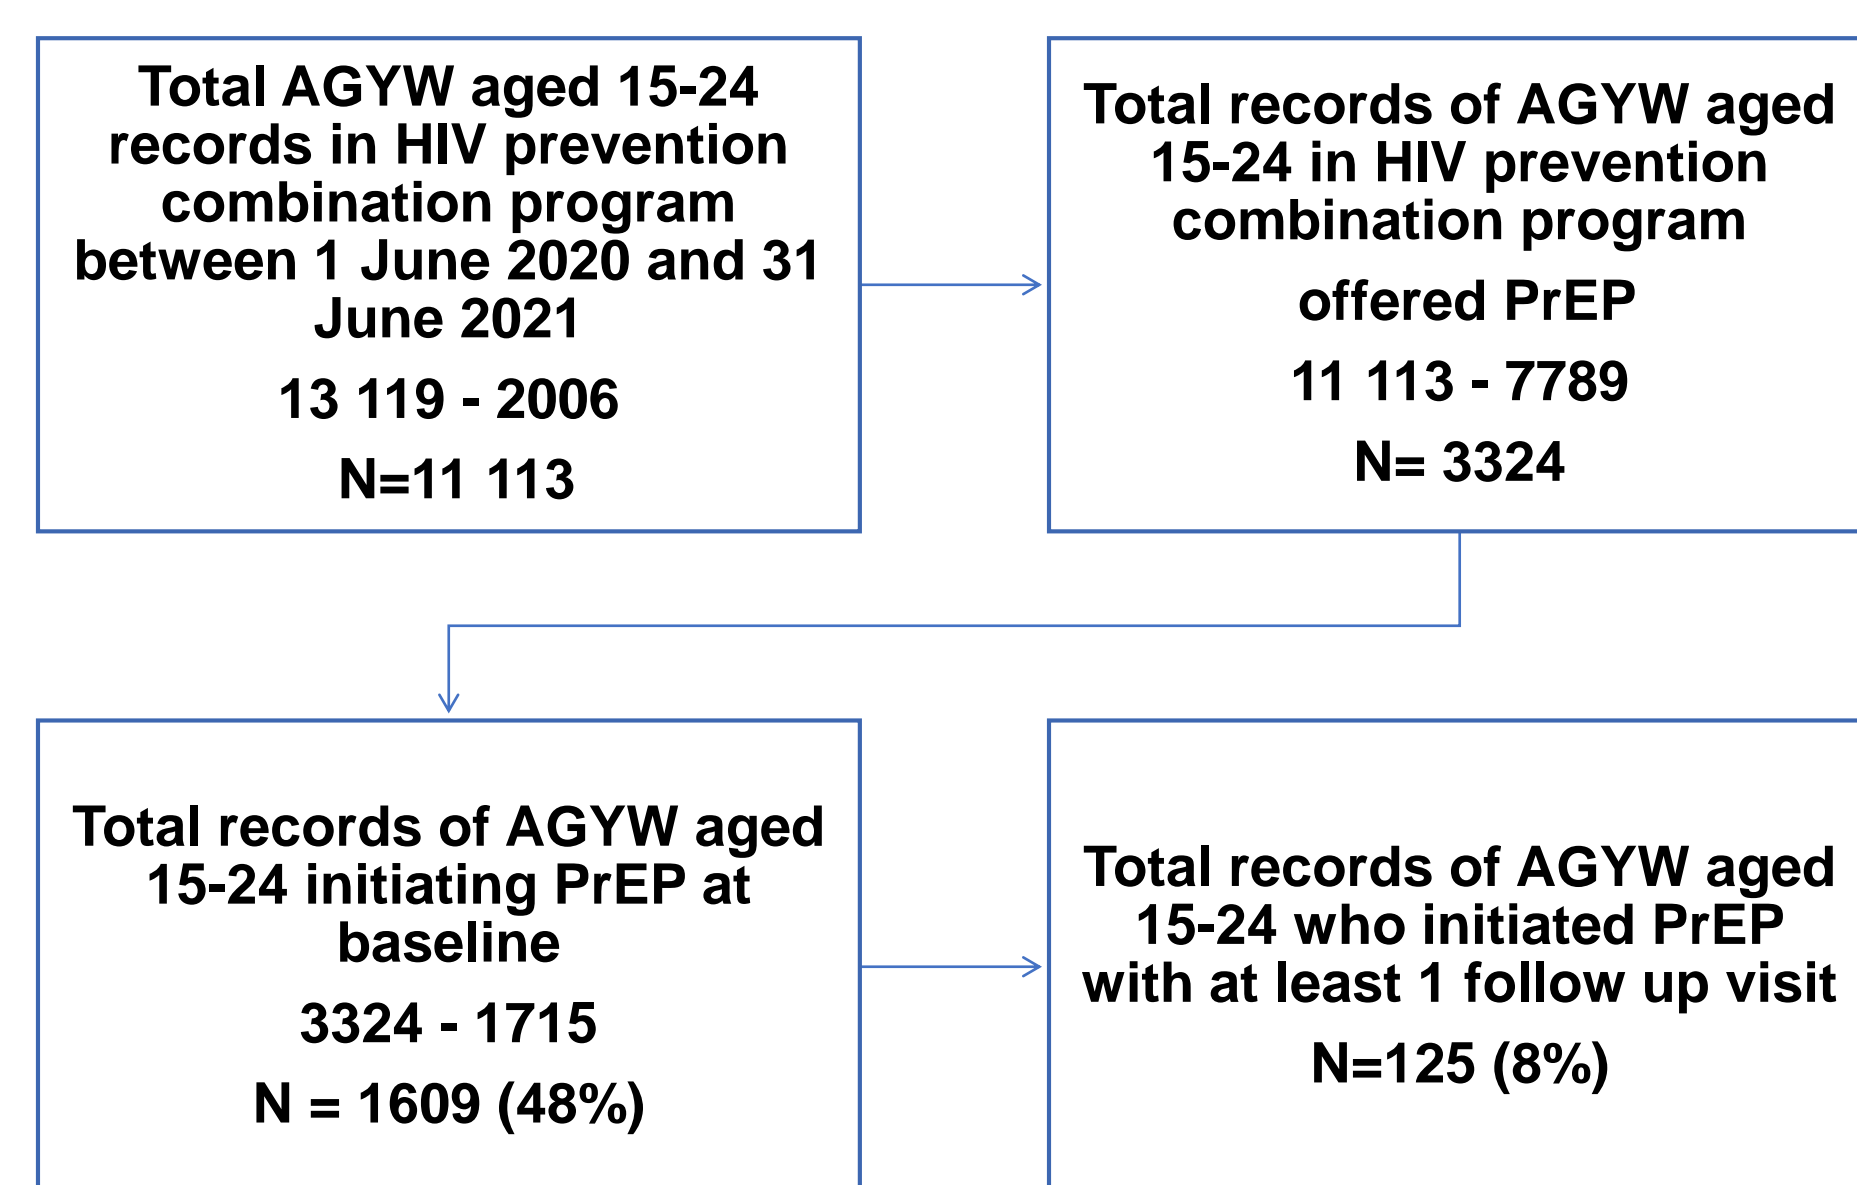 Total AGYW aged 15-24
records in HIV prevention
combination program
between 1 June 2020 and 31
June 2021
13 119 - 2006
N=11 113
Total records of AGYW aged
15-24 in HIV prevention
combination program
offered PrEP
11 113 - 7789
N= 3324
Total records of AGYW aged
15-24 initiating PrEP at
baseline
3324 - 1715
N = 1609 (48%)
Total records of AGYW aged
15-24 who initiated PrEP
with at least 1 follow up visit
N=125 (8%)